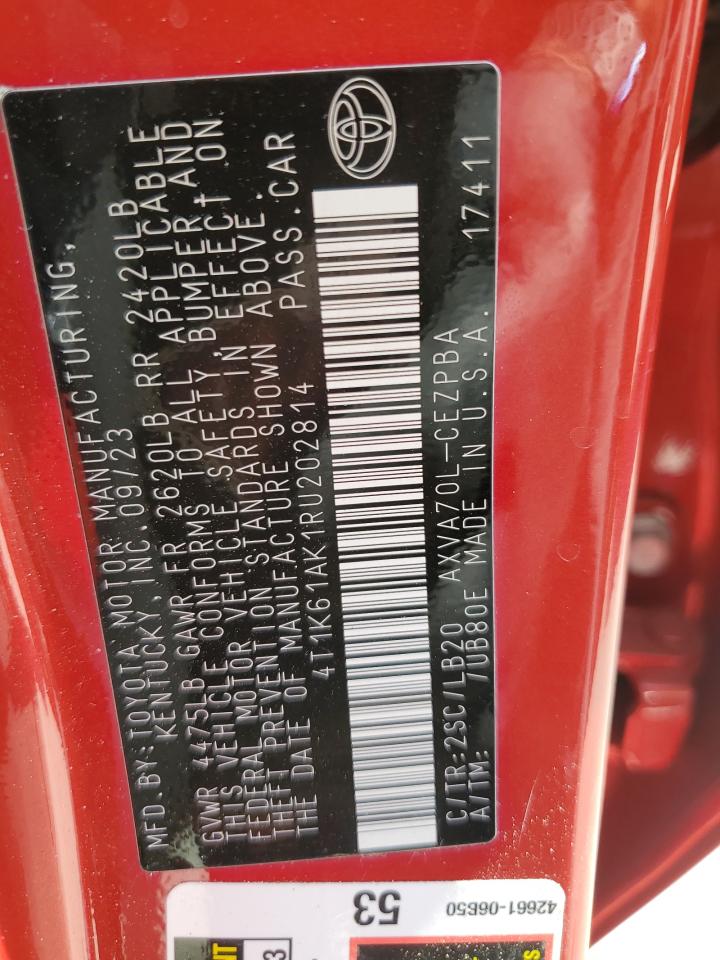 MFD. BY: TOYOTA MOTOR MANUFACTURING,
KENTUCKY, INC. 09/23
GVWR 4475LB GAWR FR 2620LB RR 2420LB
THIS VEHICLE CONFORMS TO ALL APPLICABLE
FEDERAL MOTOR VEHICLE SAFETY, BUMPER AND
THEFT PREVENTION STANDARDS IN EFFECT ON
THE DATE OF MANUFACTURE SHOWN ABOVE.
4T1K61AK1RU202814 PASS. CAR
C/TR: 2SC/LB20 AXVA70L-CEZPBA
A/TM: /UB80E MADE IN U.S.A. 17411
53
42661-06B50